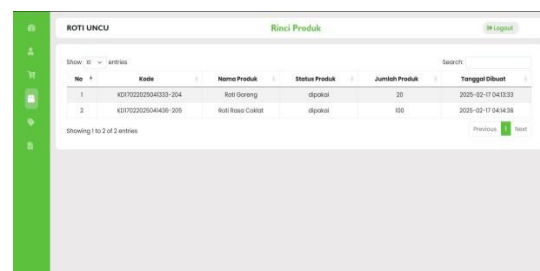 ROTI UNCU Rinci Produk Logout
Show 10 entries Search:
No Kode Nama Produk Status Produk Jumlah Produk Tanggal Dibuat
1 KD17022025041333-204 Roti Goreng dipakai 20 2025-02-17 04:13:33
2 KD17022025041436-205 Roti Rasa Coklat dipakai 100 2025-02-17 04:14:36
Showing 1 to 2 of 2 entries Previous 1 Next